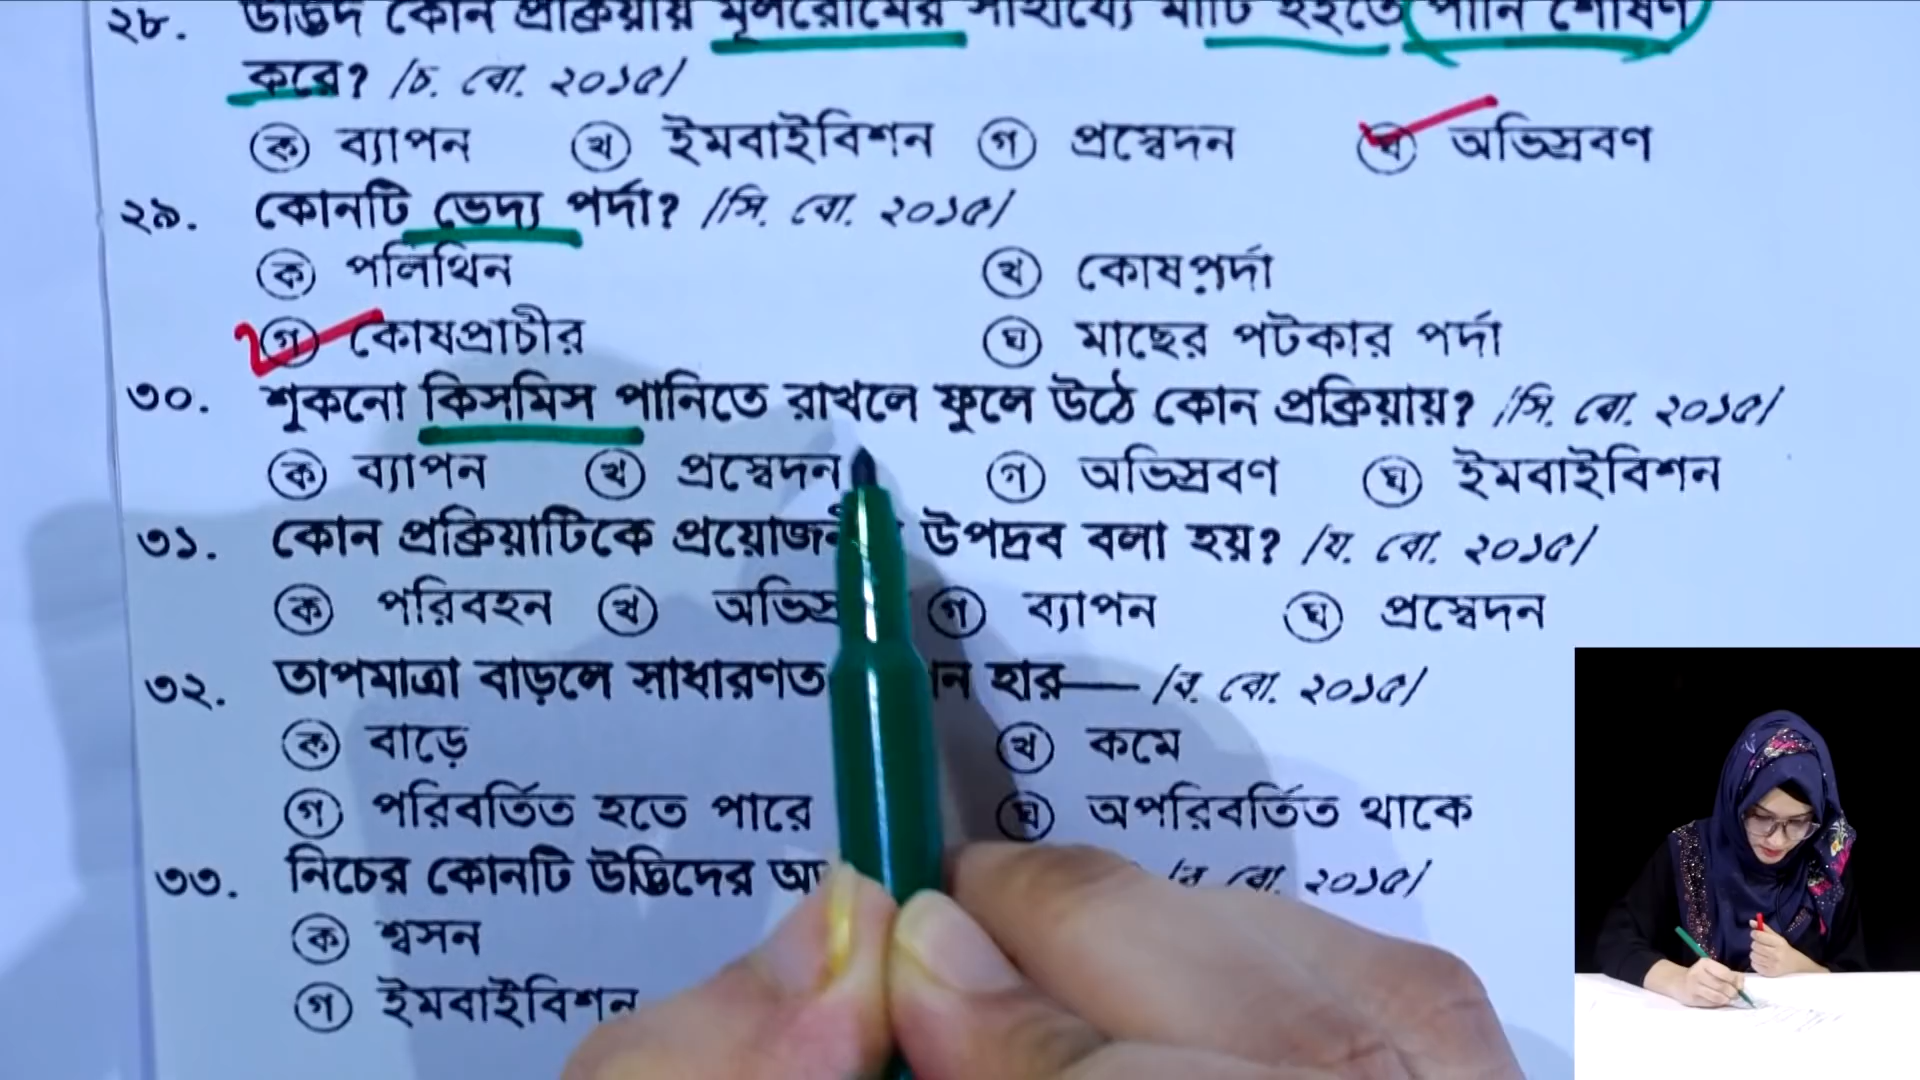 ২৮. উদ্ভিদ কোন প্রক্রিয়ায় মূলরোমের সাহায্যে মাটি হইতে পানি শোষণ
করে? /চ. বো. ২০১৫/
ক ব্যাপন খ ইমবাইবিশন গ প্রস্বেদন ঘ অভিস্রবণ
২৯. কোনটি ভেদ্য পর্দা? /সি. বো. ২০১৫/
ক পলিথিন খ কোষপর্দা
গ কোষপ্রাচীর ঘ মাছের পটকার পর্দা
৩০. শুকনো কিসমিস পানিতে রাখলে ফুলে উঠে কোন প্রক্রিয়ায়? /সি. বো. ২০১৫/
ক ব্যাপন খ প্রস্বেদন গ অভিস্রবণ ঘ ইমবাইবিশন
৩১. কোন প্রক্রিয়াটিকে উপদ্রব বলা হয়? /য. বো. ২০১৫/
ক পরিবহন খ গ ব্যাপন ঘ প্রস্বেদন
৩২. তাপমাত্রা বাড়লে সাধারণত হার— /ব. বো. ২০১৫/
ক বাড়ে খ কমে
গ পরিবর্তিত হতে পারে ঘ অপরিবর্তিত থাকে
৩৩. নিচের কোনটি উদ্ভিদের /ব. বো. ২০১৫/
ক শ্বসন
গ ইমবাইবিশন